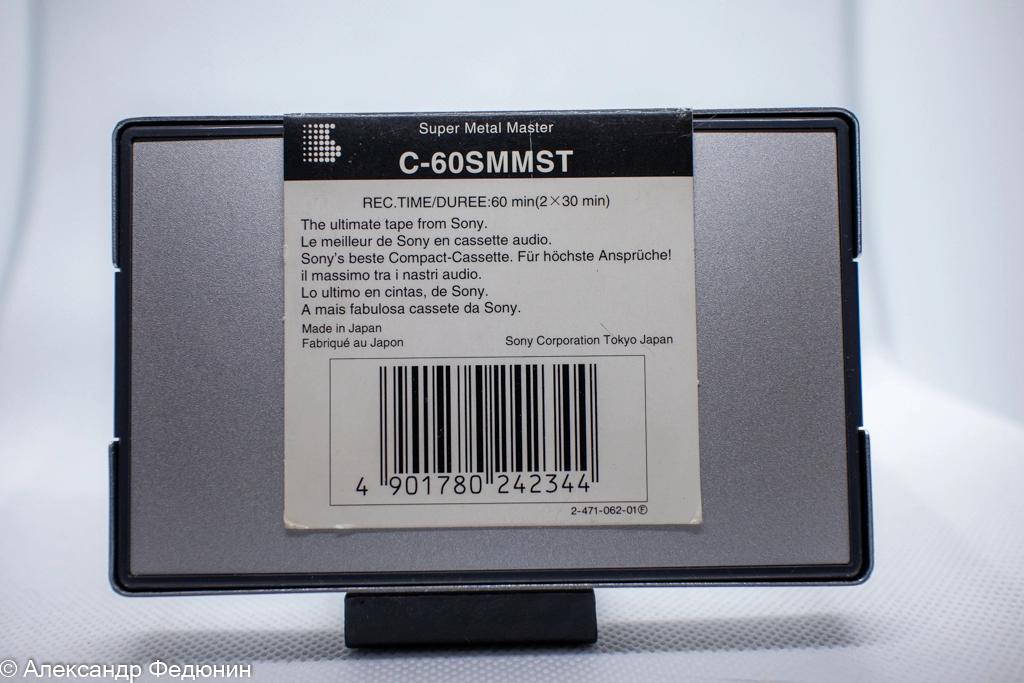 Super Metal Master
C-60SMMST
REC.TIME/DUREE:60 min(2×30 min)
The ultimate tape from Sony.
Le meilleur de Sony en cassette audio.
Sony's beste Compact-Cassette. Für höchste Ansprüche!
il massimo tra i nastri audio.
Lo ultimo en cintas, de Sony.
A mais fabulosa cassete da Sony.
Made in Japan
Fabriqué au Japon
Sony Corporation Tokyo Japan
4 901780 242344
2-471-062-01Ⓕ
© Александр Федюнин